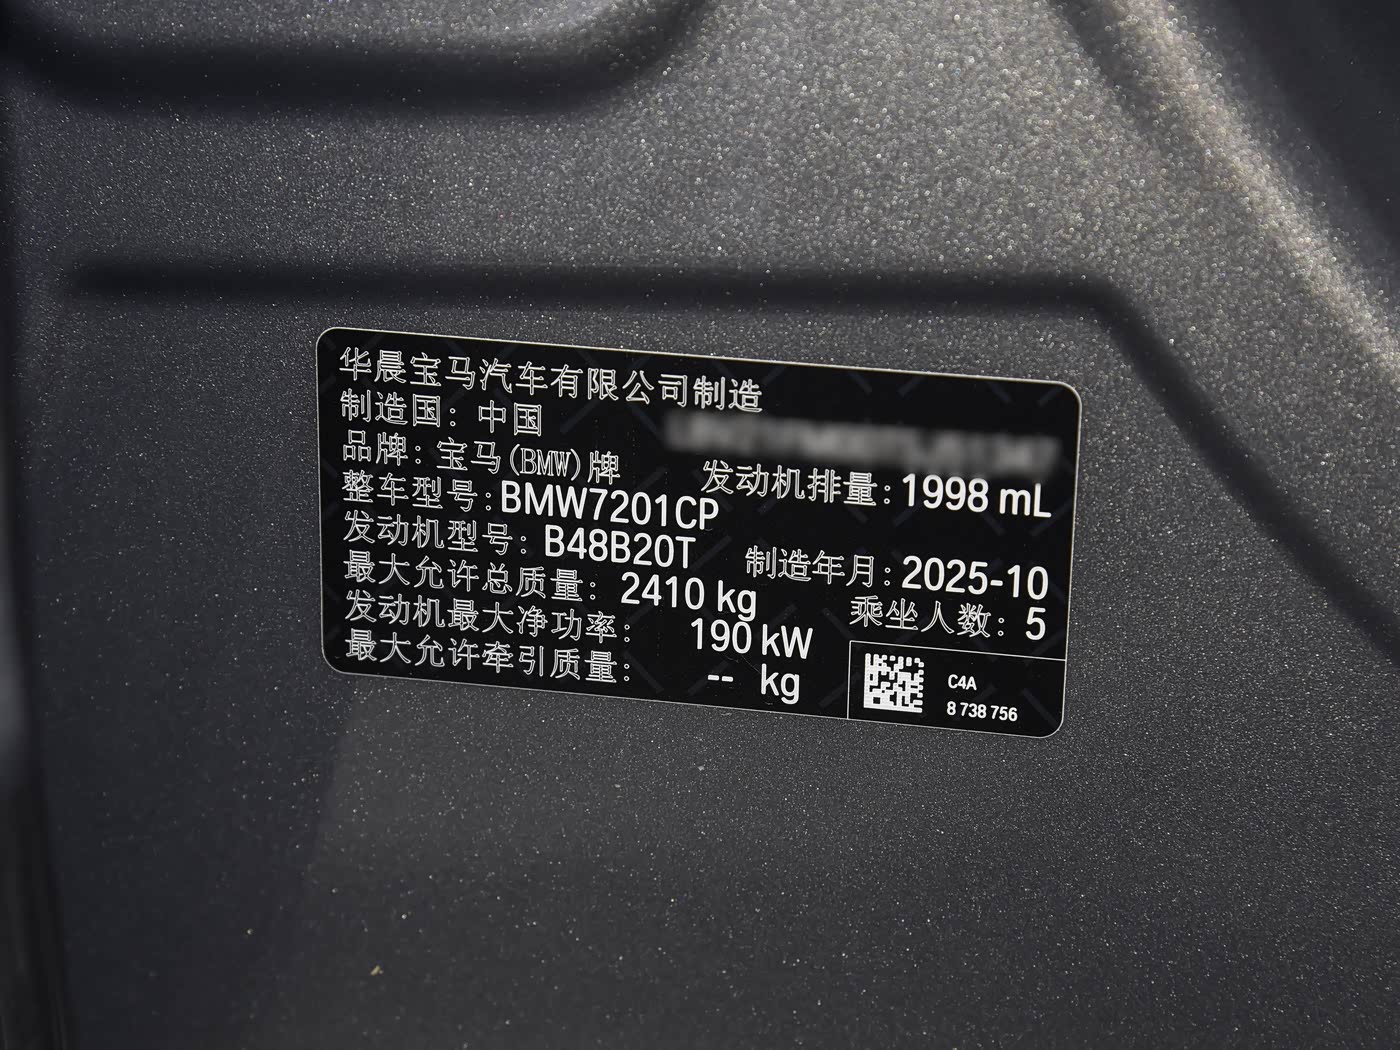 华晨宝马汽车有限公司制造
制造国：中国
品牌：宝马(BMW)牌 发动机排量：1998 mL
整车型号：BMW7201CP
发动机型号：B48B20T 制造年月：2025-10
最大允许总质量：2410 kg 乘坐人数：5
发动机最大净功率：190 kW
最大允许牵引质量：-- kg
C4A
8 738 756